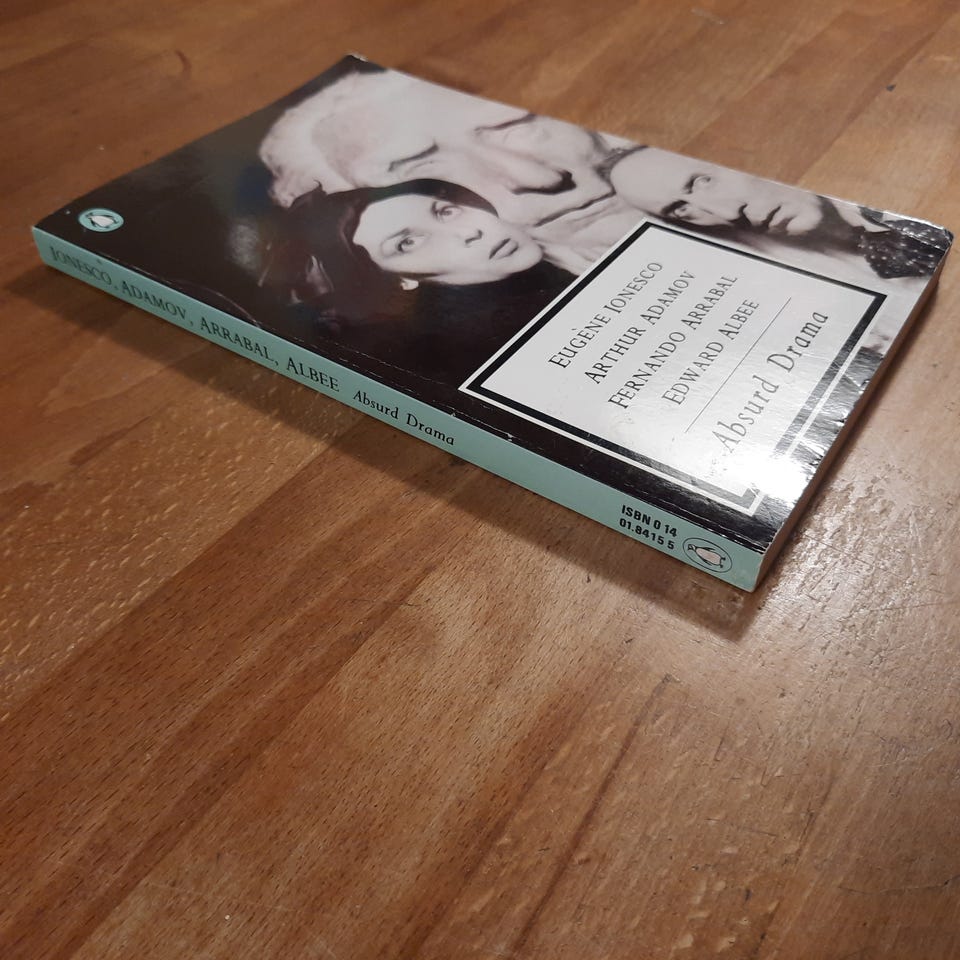 EUGÈNE IONESCO
ARTHUR ADAMOV
FERNANDO ARRABAL
EDWARD ALBEE
Absurd Drama
IONESCO, ADAMOV, ARRABAL, ALBEE Absurd Drama
ISBN 0 14
01.8415 5